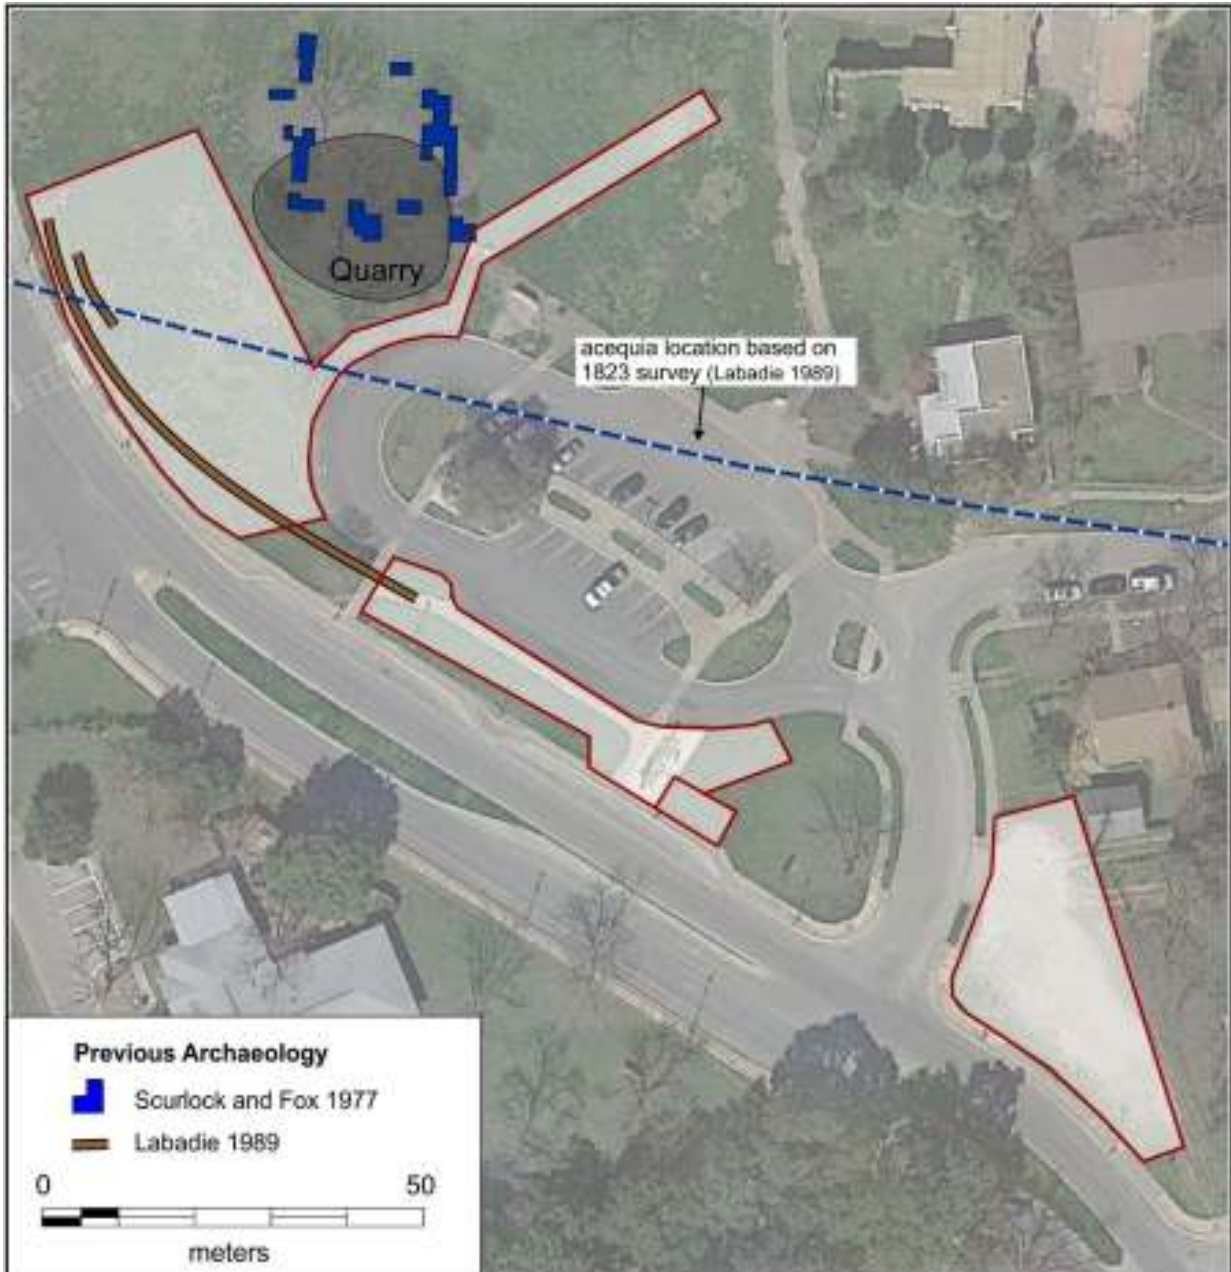 Quarry
acequia location based on
1823 survey (Labadie 1989)
Previous Archaeology
Scurlock and Fox 1977
Labadie 1989
0 50
meters